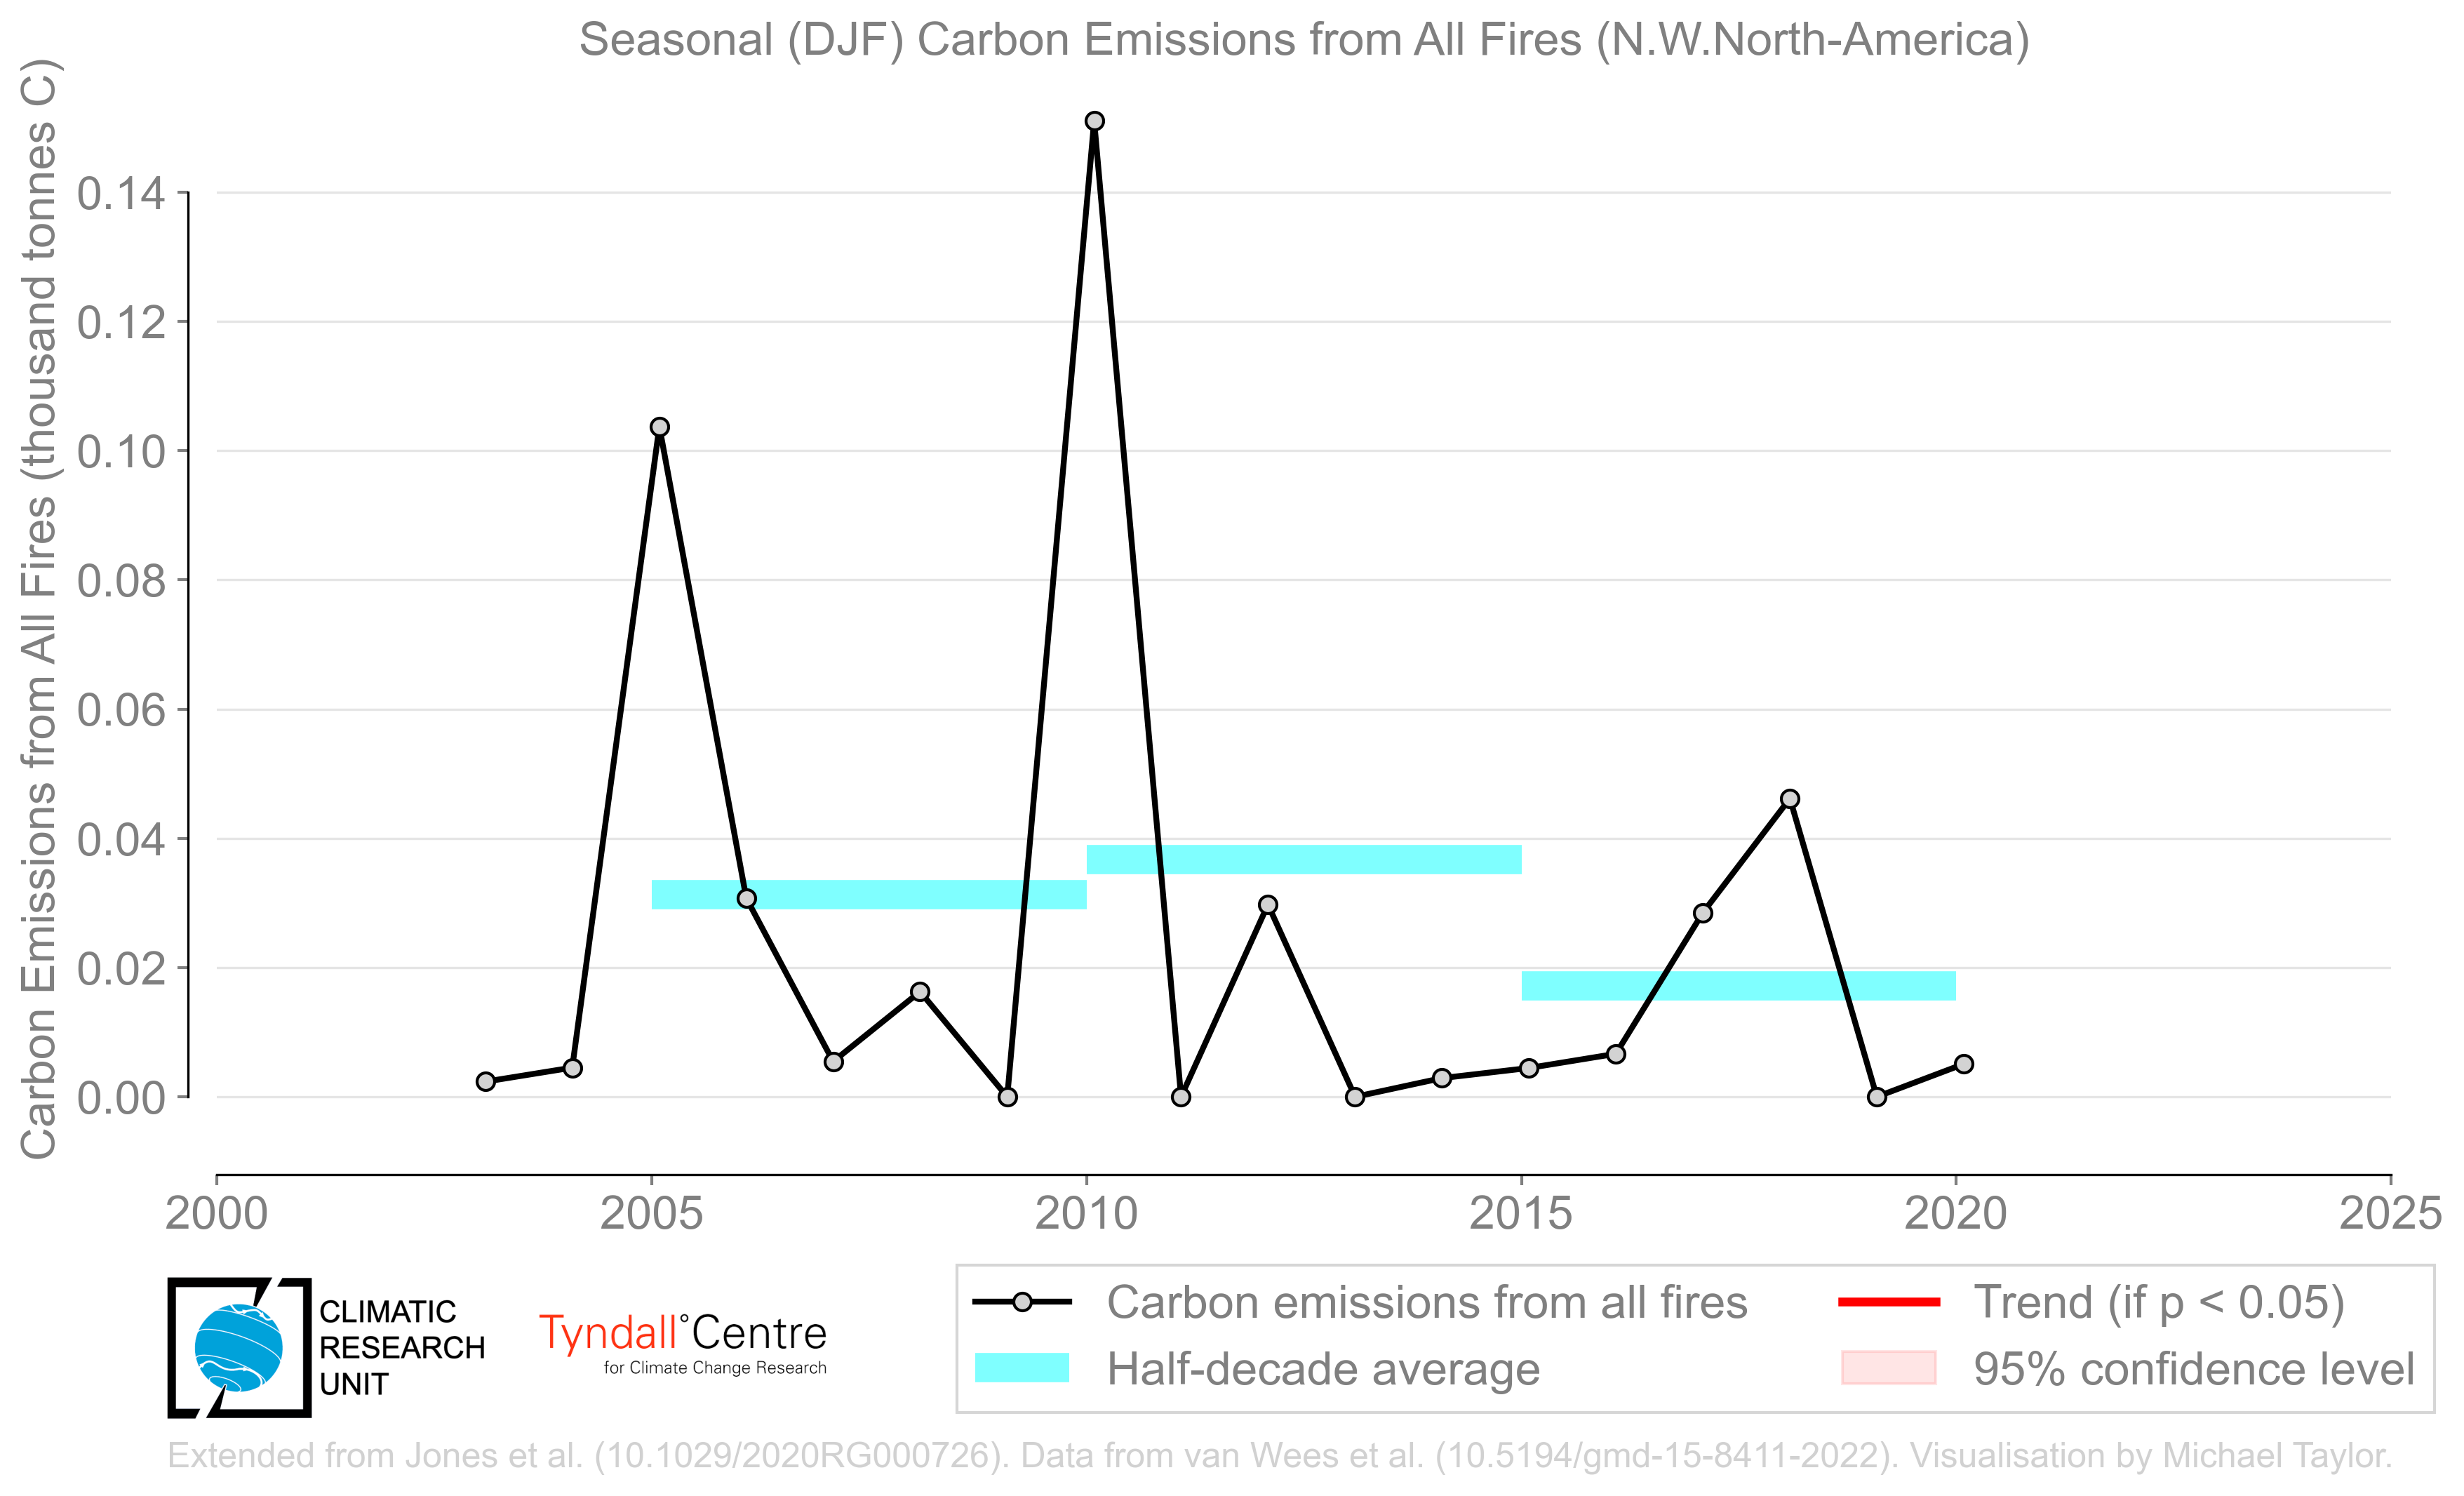 Seasonal (DJF) Carbon Emissions from All Fires (N.W.North-America)
Carbon Emissions from All Fires (thousand tonnes C)
0.14
0.12
0.10
0.08
0.06
0.04
0.02
0.00
2000
2005
2010
2015
2020
2025
CLIMATIC
RESEARCH
UNIT
Tyndall°Centre
for Climate Change Research
Carbon emissions from all fires
Half-decade average
Trend (if p < 0.05)
95% confidence level
Extended from Jones et al. (10.1029/2020RG000726). Data from van Wees et al. (10.5194/gmd-15-8411-2022). Visualisation by Michael Taylor.